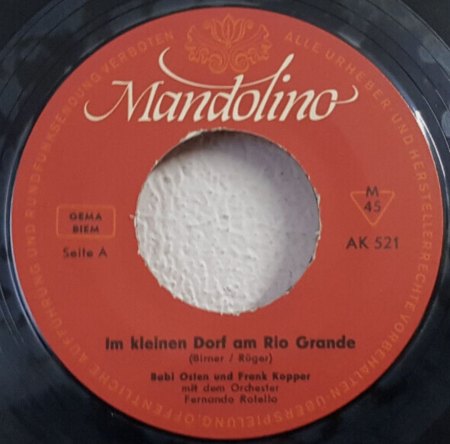 ALLE URHEBER UND HERSTELLERRECHTE VORBEHALTEN ÜBERSPIELUNG, ÖFFENTLICHE AUFFÜHRUNG UND RUNDFUNKSENDUNG VERBOTEN
Mandolino
GEMA
BIEM
Seite A
M
45
AK 521
Im kleinen Dorf am Rio Grande
(Birner / Rüger)
Babi Osten und Frank Kopper
mit dem Orchester
Fernando Rotello